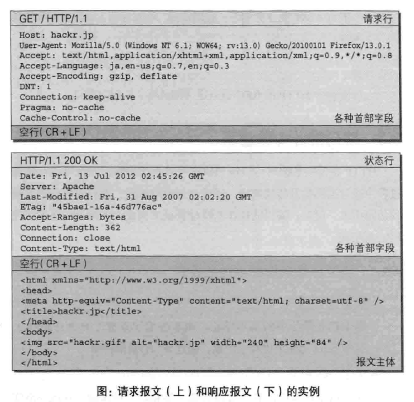 GET / HTTP/1.1 请求行
Host: hackr.jp
User-Agent: Mozilla/5.0 (Windows NT 6.1; WOW64; rv:13.0) Gecko/20100101 Firefox/13.0.1
Accept: text/html,application/xhtml+xml,application/xml;q=0.9,*/*;q=0.8
Accept-Language: ja,en-us;q=0.7,en;q=0.3
Accept-Encoding: gzip, deflate
DNT: 1
Connection: keep-alive
Pragma: no-cache
Cache-Control: no-cache 各种首部字段
空行( CR + LF )
HTTP/1.1 200 OK 状态行
Date: Fri, 13 Jul 2012 02:45:26 GMT
Server: Apache
Last-Modified: Fri, 31 Aug 2007 02:02:20 GMT
ETag: "45bae1-16a-46d776ac"
Accept-Ranges: bytes
Content-Length: 362
Connection: close
Content-Type: text/html 各种首部字段
空行( CR + LF )
<html xmlns="http://www.w3.org/1999/xhtml">
<head>
<meta http-equiv="Content-Type" content="text/html; charset=utf-8" />
<title>hackr.jp</title>
</head>
<body>
<img src="hackr.gif" alt="hackr.jp" width="240" height="84" />
</body>
</html> 报文主体
图: 请求报文（上）和响应报文（下）的实例